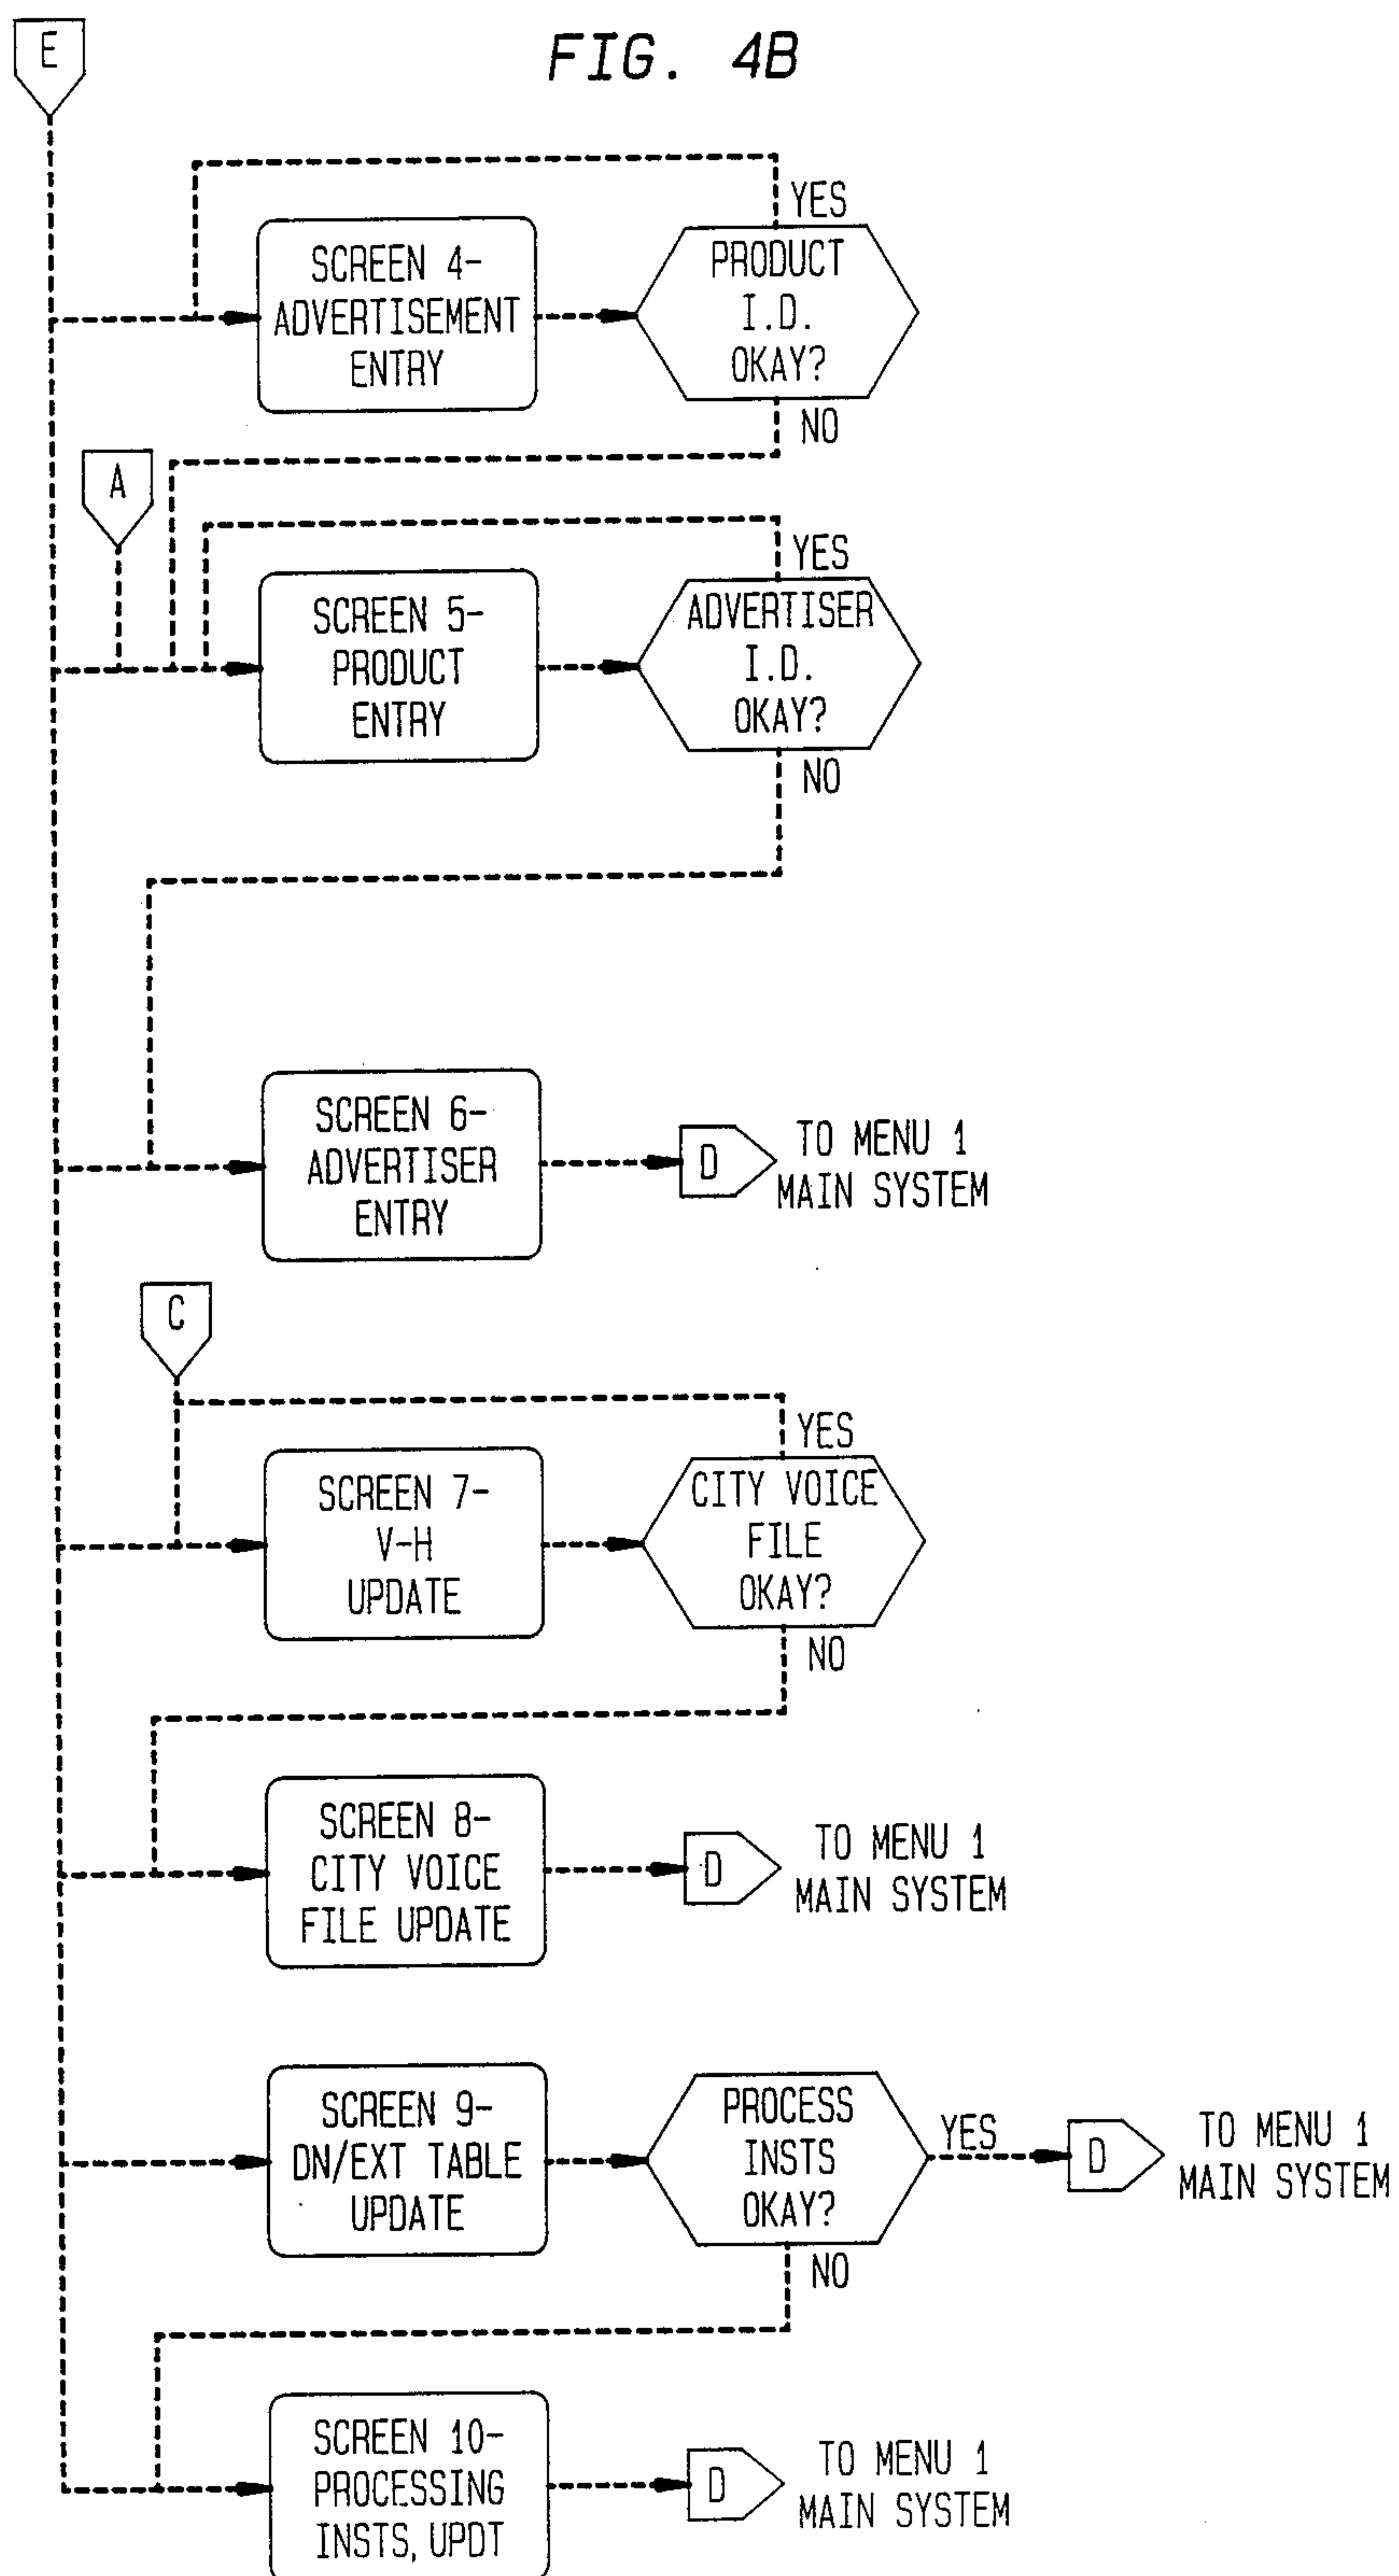 E
FIG. 4B
YES
SCREEN 4-
ADVERTISEMENT
ENTRY
PRODUCT
I.D.
OKAY?
NO
A
YES
SCREEN 5-
PRODUCT
ENTRY
ADVERTISER
I.D.
OKAY?
NO
SCREEN 6-
ADVERTISER
ENTRY
D
TO MENU 1
MAIN SYSTEM
C
YES
SCREEN 7-
V-H
UPDATE
CITY VOICE
FILE
OKAY?
NO
SCREEN 8-
CITY VOICE
FILE UPDATE
D
TO MENU 1
MAIN SYSTEM
SCREEN 9-
DN/EXT TABLE
UPDATE
PROCESS
INSTS
OKAY?
YES
D
TO MENU 1
MAIN SYSTEM
NO
SCREEN 10-
PROCESSING
INSTS, UPDT
D
TO MENU 1
MAIN SYSTEM